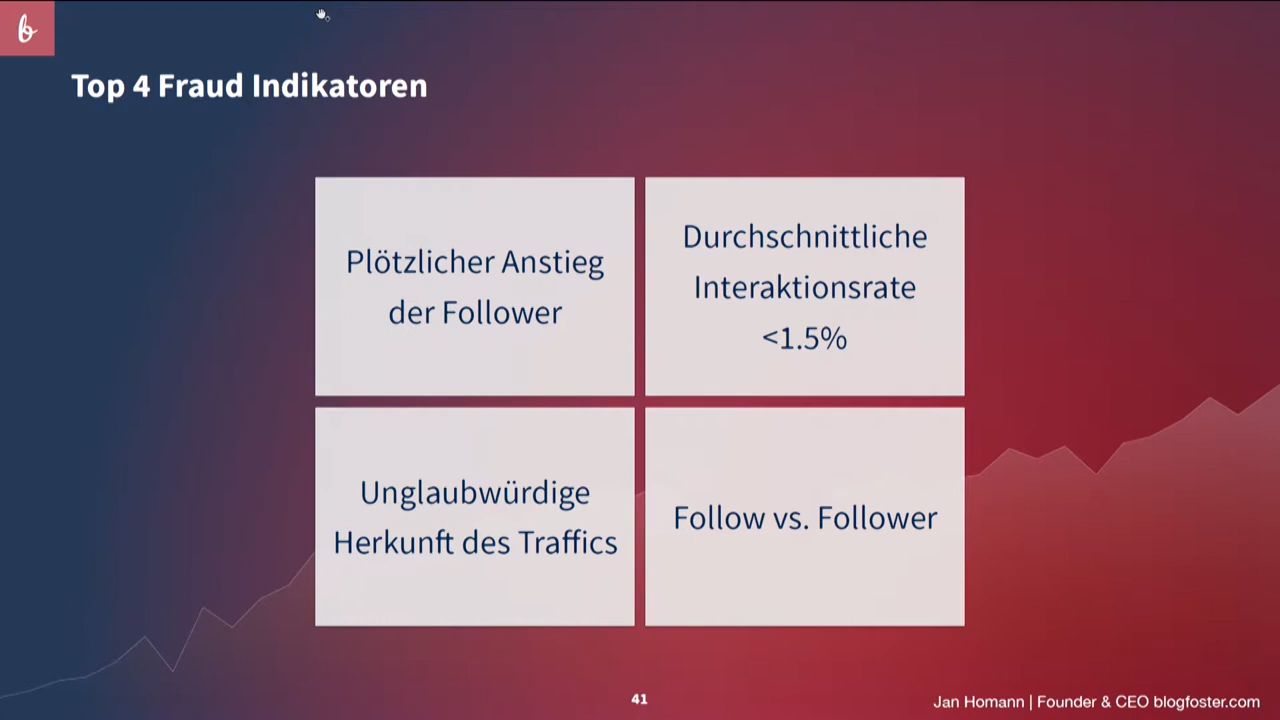 b
Top 4 Fraud Indikatoren
Plötzlicher Anstieg
der Follower
Durchschnittliche
Interaktionsrate
<1.5%
Unglaubwürdige
Herkunft des Traffics
Follow vs. Follower
41
Jan Homann | Founder & CEO blogfoster.com